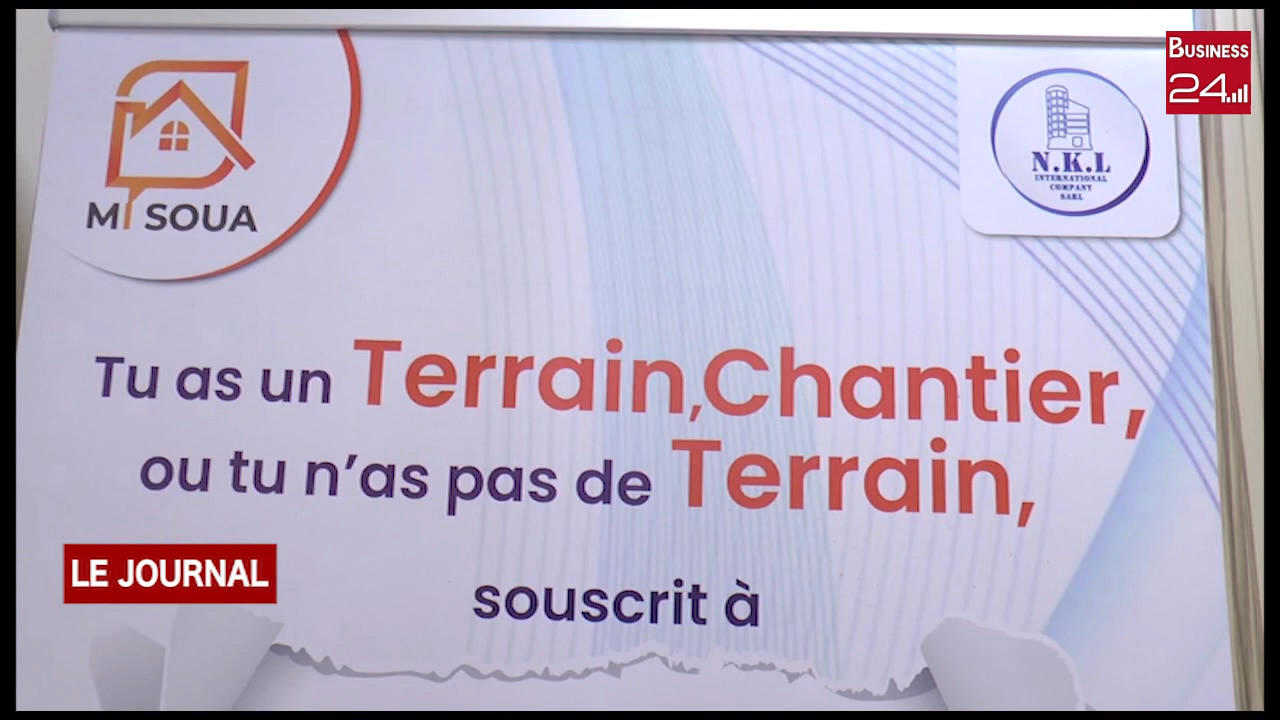 BUSINESS
24
MI SOUA
N.K.L
INTERNATIONAL
COMPANY
SARL
Tu as un Terrain,Chantier,
ou tu n’as pas de Terrain,
LE JOURNAL
souscrit à